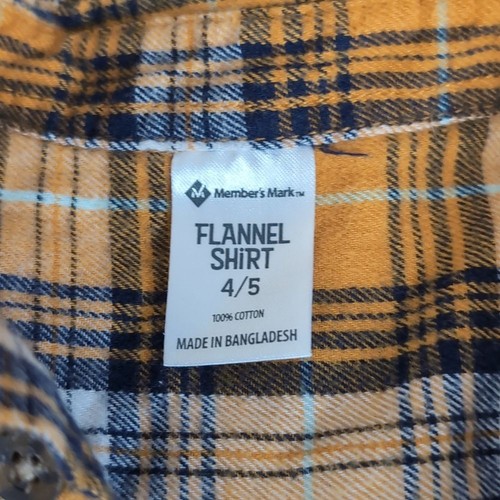 Member's Mark™
FLANNEL
SHiRT
4/5
100% COTTON
MADE IN BANGLADESH